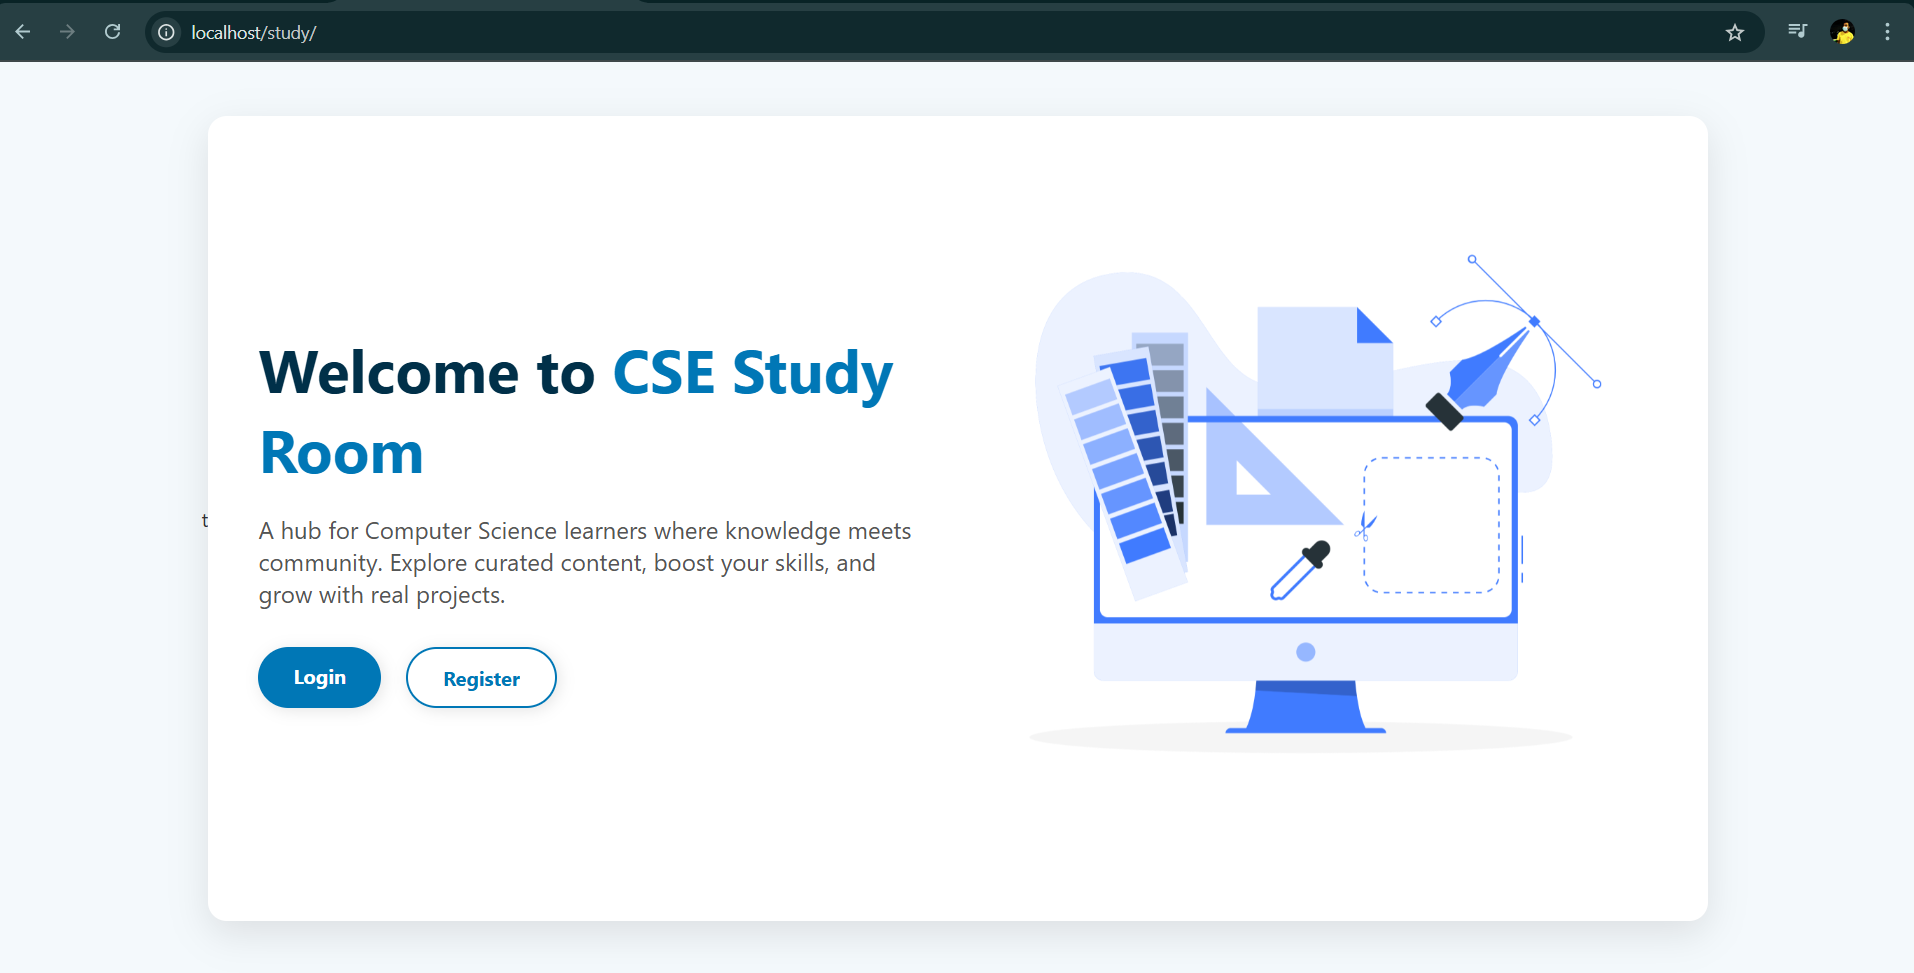 localhost/study/
Welcome to CSE Study
Room
t
A hub for Computer Science learners where knowledge meets
community. Explore curated content, boost your skills, and
grow with real projects.
Login
Register